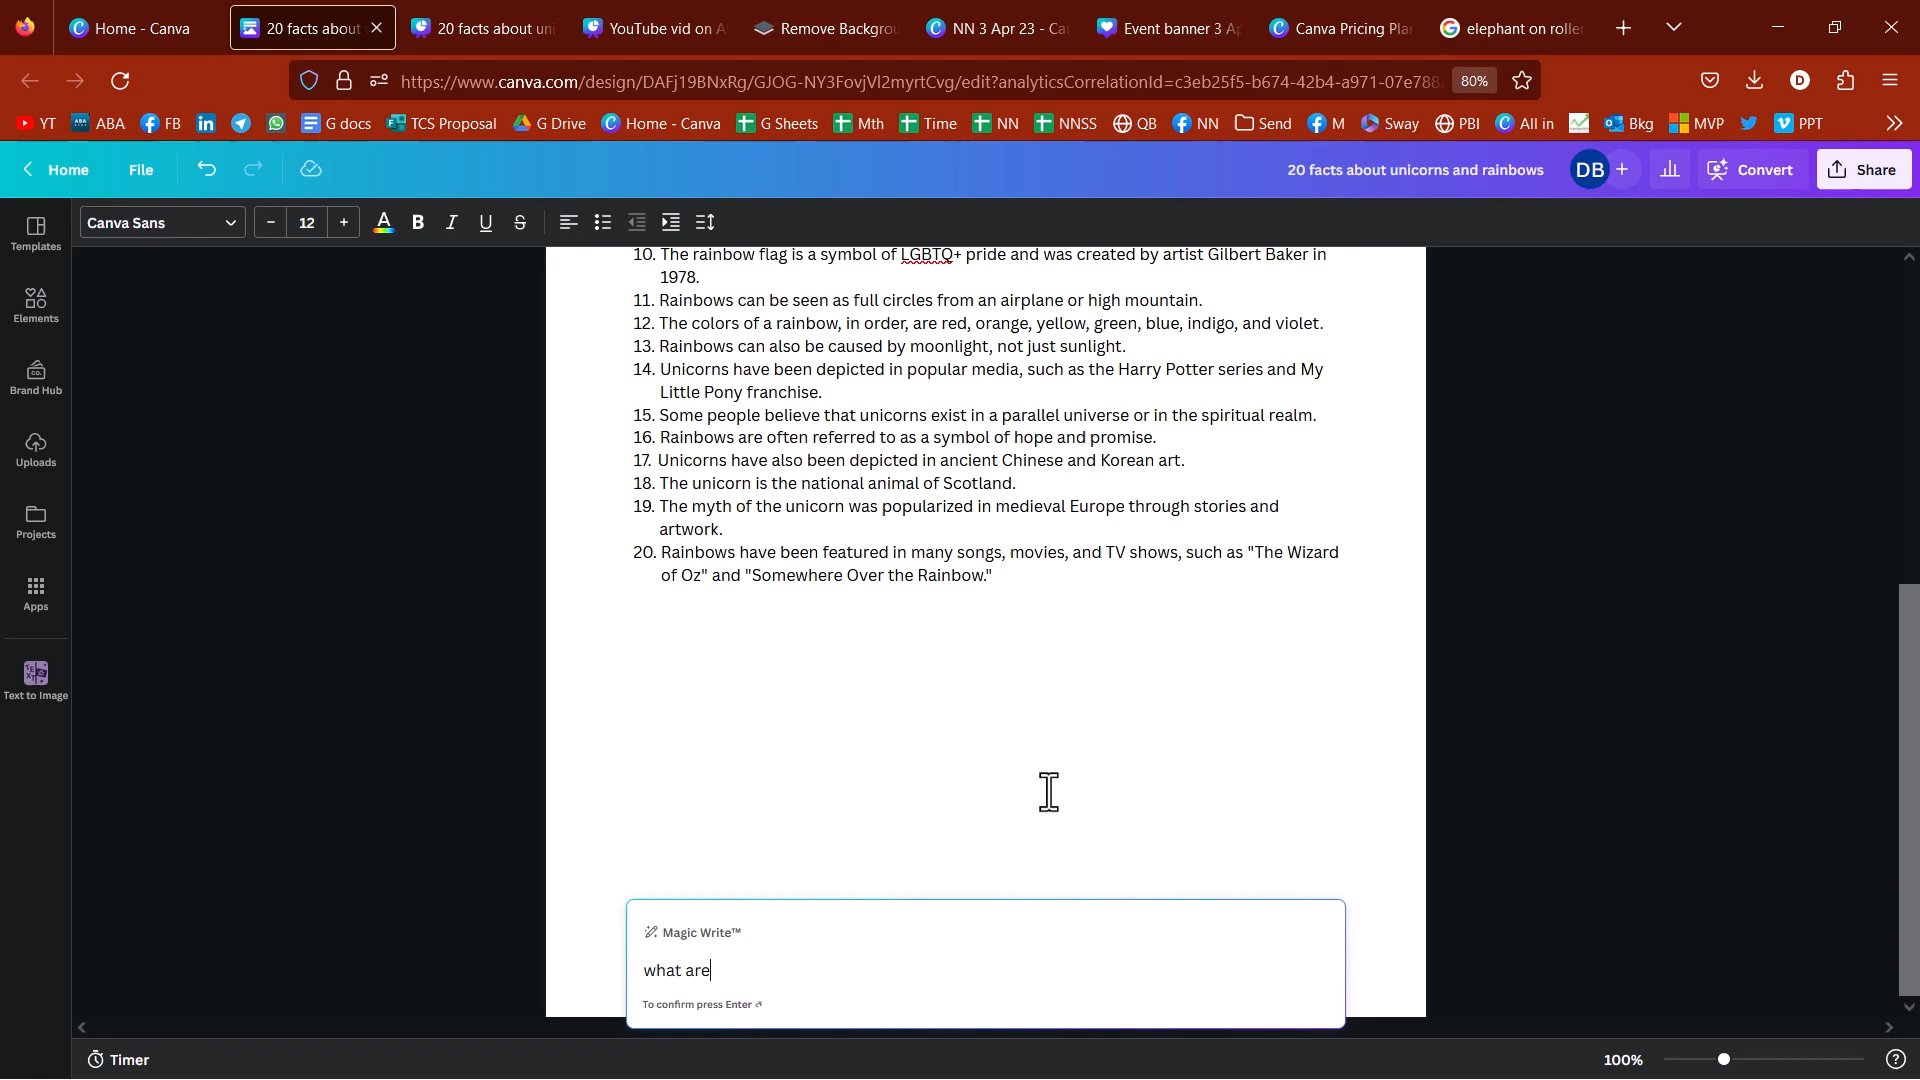 Home - Canva
20 facts about
20 facts about uni
YouTube vid on A
Remove Backgrou
NN 3 Apr 23 - Ca
Event banner 3 Ap
Canva Pricing Plan
elephant on roller
https://www.canva.com/design/DAFj19BNxRg/GJOG-NY3FovjVl2myrtCvg/edit?analyticsCorrelationId=c3eb25f5-b674-42b4-a971-07e788
80%
YT
ABA
FB
G docs
TCS Proposal
G Drive
Home - Canva
G Sheets
Mth
Time
NN
NNSS
QB
NN
Send
M
Sway
PBI
All in
Bkg
MVP
PPT
Home
File
20 facts about unicorns and rainbows
DB
Convert
Share
Canva Sans
12
Templates
Elements
Brand Hub
Uploads
Projects
Apps
Text to Image
10. The rainbow flag is a symbol of LGBTQ+ pride and was created by artist Gilbert Baker in
1978.
11. Rainbows can be seen as full circles from an airplane or high mountain.
12. The colors of a rainbow, in order, are red, orange, yellow, green, blue, indigo, and violet.
13. Rainbows can also be caused by moonlight, not just sunlight.
14. Unicorns have been depicted in popular media, such as the Harry Potter series and My
Little Pony franchise.
15. Some people believe that unicorns exist in a parallel universe or in the spiritual realm.
16. Rainbows are often referred to as a symbol of hope and promise.
17. Unicorns have also been depicted in ancient Chinese and Korean art.
18. The unicorn is the national animal of Scotland.
19. The myth of the unicorn was popularized in medieval Europe through stories and
artwork.
20. Rainbows have been featured in many songs, movies, and TV shows, such as "The Wizard
of Oz" and "Somewhere Over the Rainbow."
Magic Write™
what are
To confirm press Enter
Timer
100%